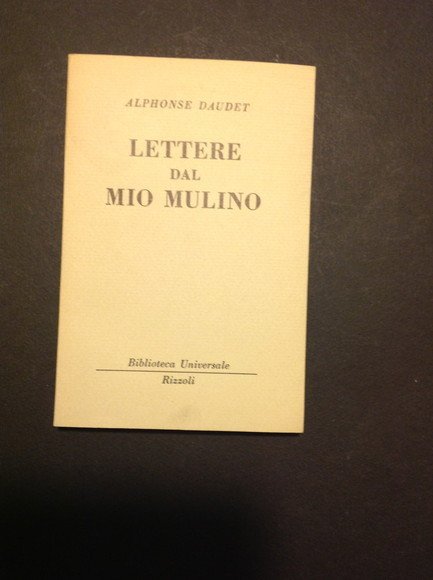 ALPHONSE DAUDET
LETTERE
DAL
MIO MULINO
Biblioteca Universale
Rizzoli